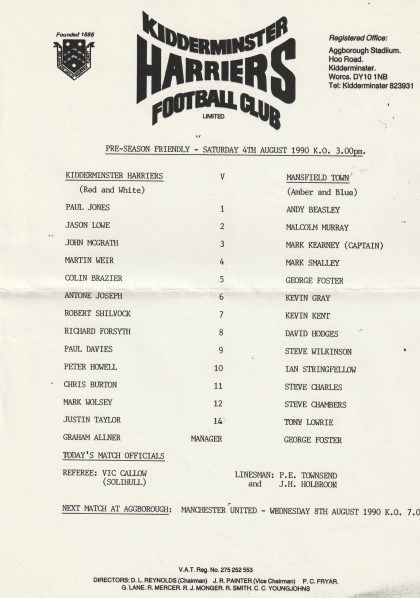 Founded 1886
KIDDERMINSTER
HARRIERS
FOOTBALL CLUB
LIMITED
Registered Office:
Aggborough Stadium.
Hoo Road.
Kidderminster.
Worcs. DY10 1NB
Tel: Kidderminster 823931
PRE-SEASON FRIENDLY - SATURDAY 4TH AUGUST 1990 K.O. 3.00pm.
KIDDERMINSTER HARRIERS V MANSFIELD TOWN
(Red and White) (Amber and Blue)
PAUL JONES 1 ANDY BEASLEY
JASON LOWE 2 MALCOLM MURRAY
JOHN MCGRATH 3 MARK KEARNEY (CAPTAIN)
MARTIN WEIR 4 MARK SMALLEY
COLIN BRAZIER 5 GEORGE FOSTER
ANTONE JOSEPH 6 KEVIN GRAY
ROBERT SHILVOCK 7 KEVIN KENT
RICHARD FORSYTH 8 DAVID HODGES
PAUL DAVIES 9 STEVE WILKINSON
PETER HOWELL 10 IAN STRINGFELLOW
CHRIS BURTON 11 STEVE CHARLES
MARK WOLSEY 12 STEVE CHAMBERS
JUSTIN TAYLOR 14 TONY LOWRIE
GRAHAM ALLNER MANAGER GEORGE FOSTER
TODAY'S MATCH OFFICIALS
REFEREE: VIC CALLOW LINESMAN: P.E. TOWNSEND
(SOLIHULL) and J.H. HOLBROOK
NEXT MATCH AT AGGBOROUGH: MANCHESTER UNITED - WEDNESDAY 8TH AUGUST 1990 K.O. 7.0
V.A.T. Reg. No. 275 252 553
DIRECTORS: D. L. REYNOLDS (Chairman) J. R. PAINTER (Vice Chairman) P. C. FRYAR.
G. LANE. R. MERCER. R. J. MONGER. R. SMITH. C. C. YOUNGJOHNS